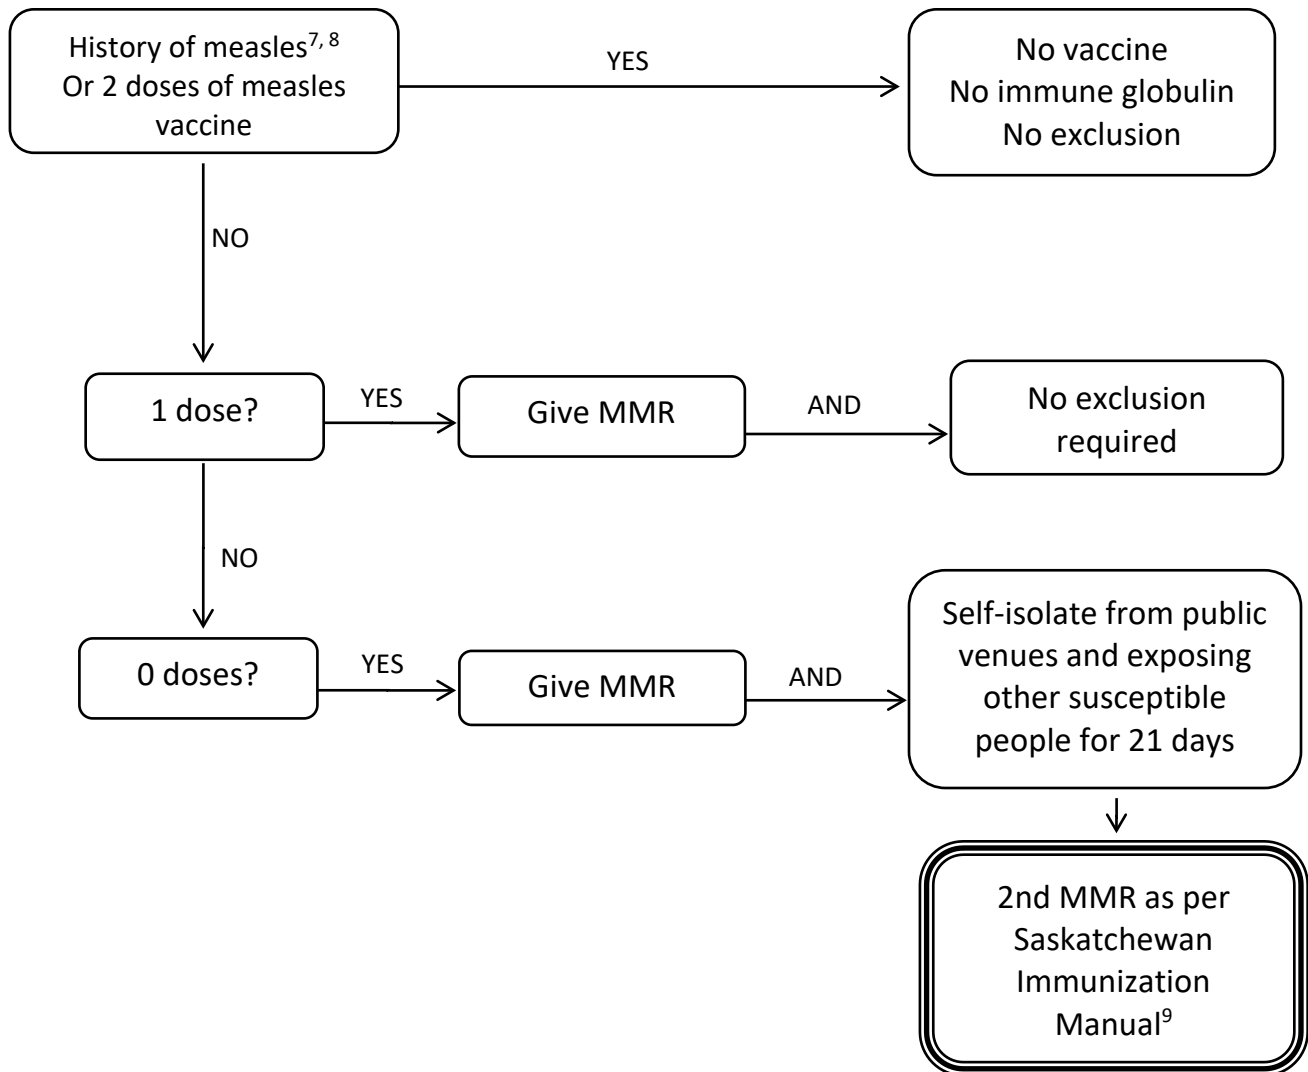 History of measles7, 8
Or 2 doses of measles
vaccine
YES
No vaccine
No immune globulin
No exclusion
NO
1 dose?
YES
Give MMR
AND
No exclusion
required
NO
0 doses?
YES
Give MMR
AND
Self-isolate from public
venues and exposing
other susceptible
people for 21 days
2nd MMR as per
Saskatchewan
Immunization
Manual9